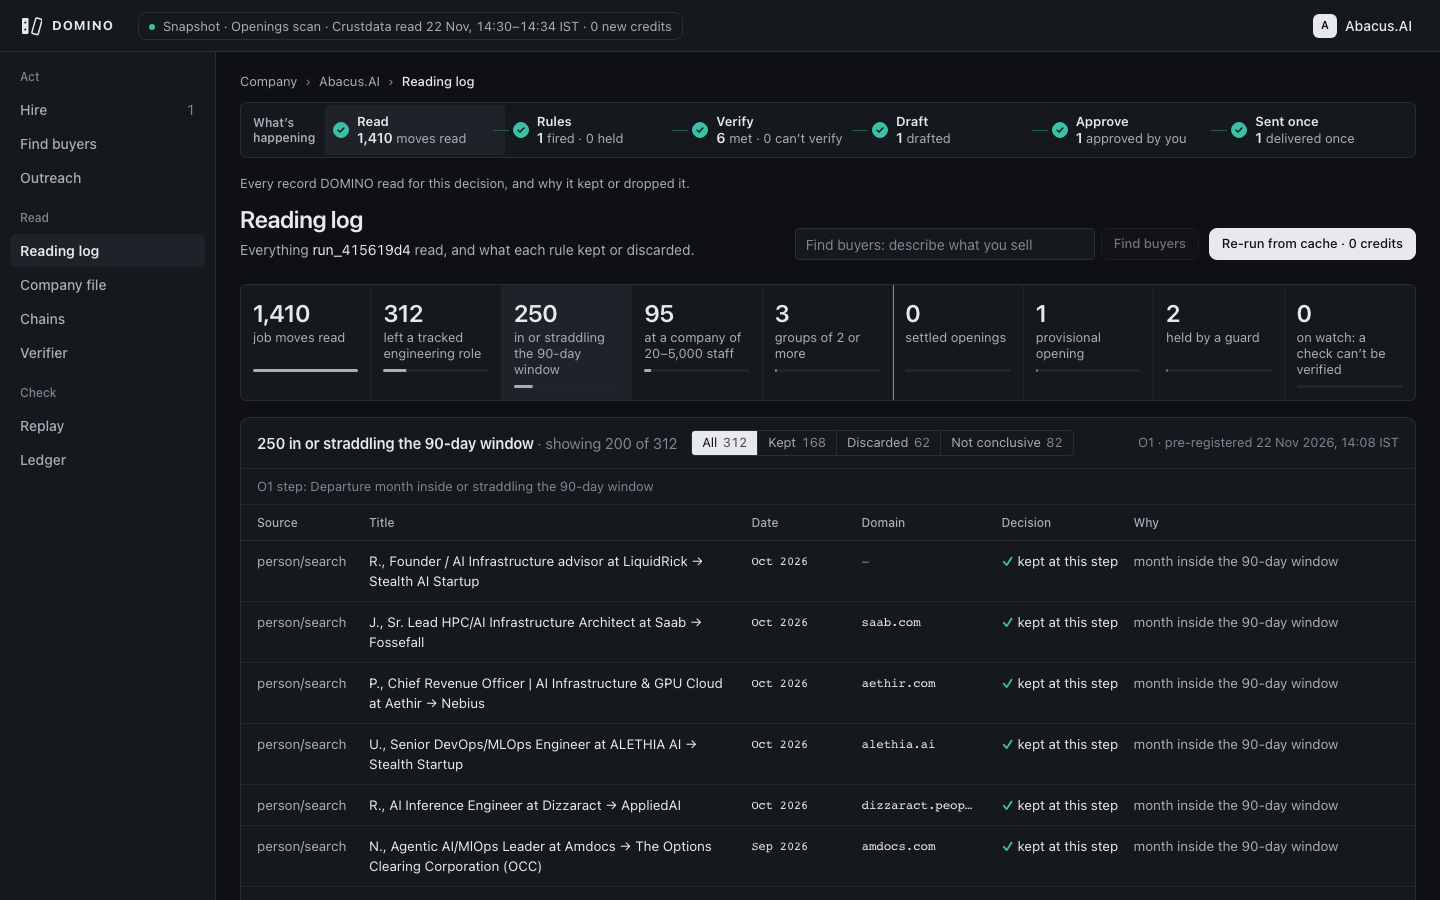 DOMINO
Snapshot · Openings scan · Crustdata read 22 Nov, 14:30–14:34 IST · 0 new credits
A
Abacus.AI
Act
Hire 1
Find buyers
Outreach
Read
Reading log
Company file
Chains
Verifier
Check
Replay
Ledger
Company › Abacus.AI › Reading log
What's
happening
Read
1,410 moves read
Rules
1 fired · 0 held
Verify
6 met · 0 can't verify
Draft
1 drafted
Approve
1 approved by you
Sent once
1 delivered once
Every record DOMINO read for this decision, and why it kept or dropped it.
Reading log
Everything run_415619d4 read, and what each rule kept or discarded.
Find buyers: describe what you sell
Find buyers
Re-run from cache · 0 credits
1,410
job moves read
312
left a tracked
engineering role
250
in or straddling
the 90-day
window
95
at a company of
20–5,000 staff
3
groups of 2 or
more
0
settled openings
1
provisional
opening
2
held by a guard
0
on watch: a
check can't be
verified
250 in or straddling the 90-day window · showing 200 of 312
All 312
Kept 168
Discarded 62
Not conclusive 82
O1 · pre-registered 22 Nov 2026, 14:08 IST
O1 step: Departure month inside or straddling the 90-day window
Source Title Date Domain Decision Why
person/search R., Founder / AI Infrastructure advisor at LiquidRick → Oct 2026 – ✓ kept at this step month inside the 90-day window
Stealth AI Startup
person/search J., Sr. Lead HPC/AI Infrastructure Architect at Saab → Oct 2026 saab.com ✓ kept at this step month inside the 90-day window
Fossefall
person/search P., Chief Revenue Officer | AI Infrastructure & GPU Cloud Oct 2026 aethir.com ✓ kept at this step month inside the 90-day window
at Aethir → Nebius
person/search U., Senior DevOps/MLOps Engineer at ALETHIA AI → Oct 2026 alethia.ai ✓ kept at this step month inside the 90-day window
Stealth Startup
person/search R., AI Inference Engineer at Dizzaract → AppliedAI Oct 2026 dizzaract.peop… ✓ kept at this step month inside the 90-day window
person/search N., Agentic AI/MlOps Leader at Amdocs → The Options Sep 2026 amdocs.com ✓ kept at this step month inside the 90-day window
Clearing Corporation (OCC)